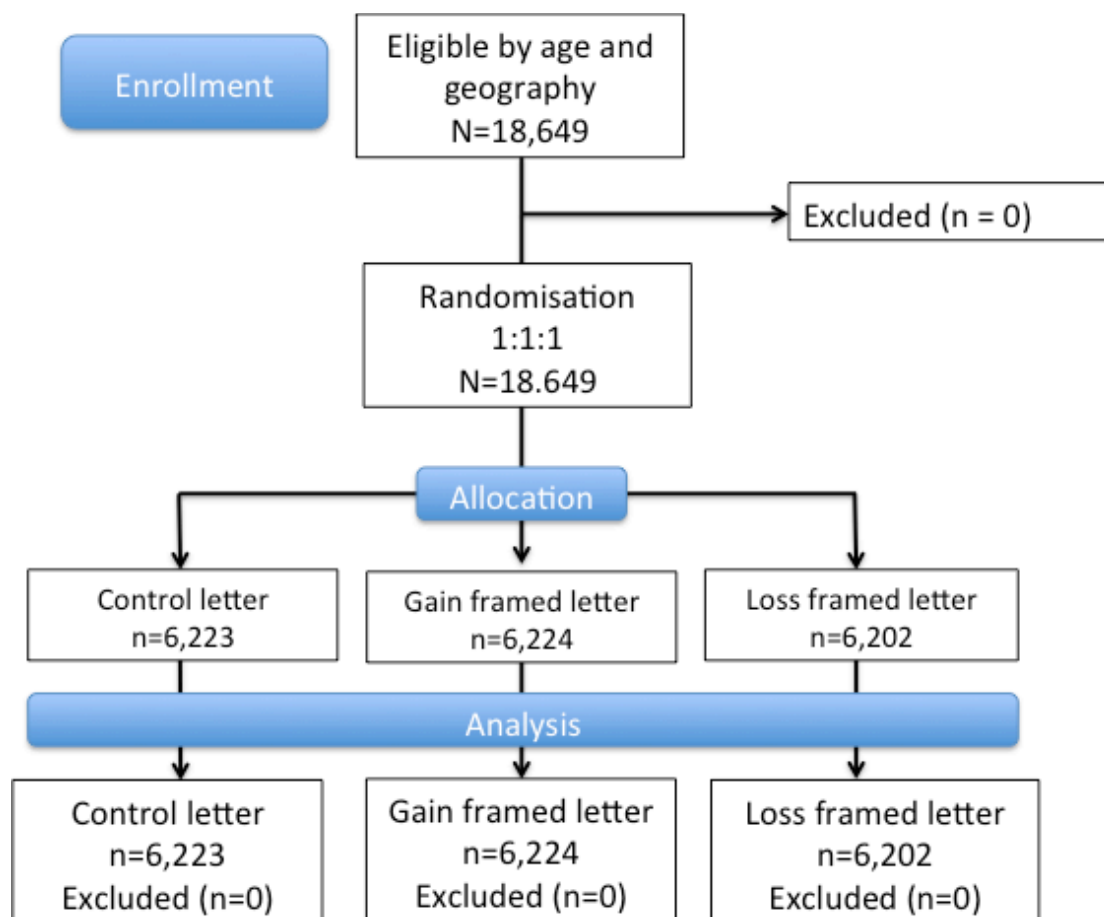 Enrollment
Eligible by age and
geography
N=18,649
Excluded (n = 0)
Randomisation
1:1:1
N=18.649
Allocation
Control letter
n=6,223
Gain framed letter
n=6,224
Loss framed letter
n=6,202
Analysis
Control letter
n=6,223
Excluded (n=0)
Gain framed letter
n=6,224
Excluded (n=0)
Loss framed letter
n=6,202
Excluded (n=0)